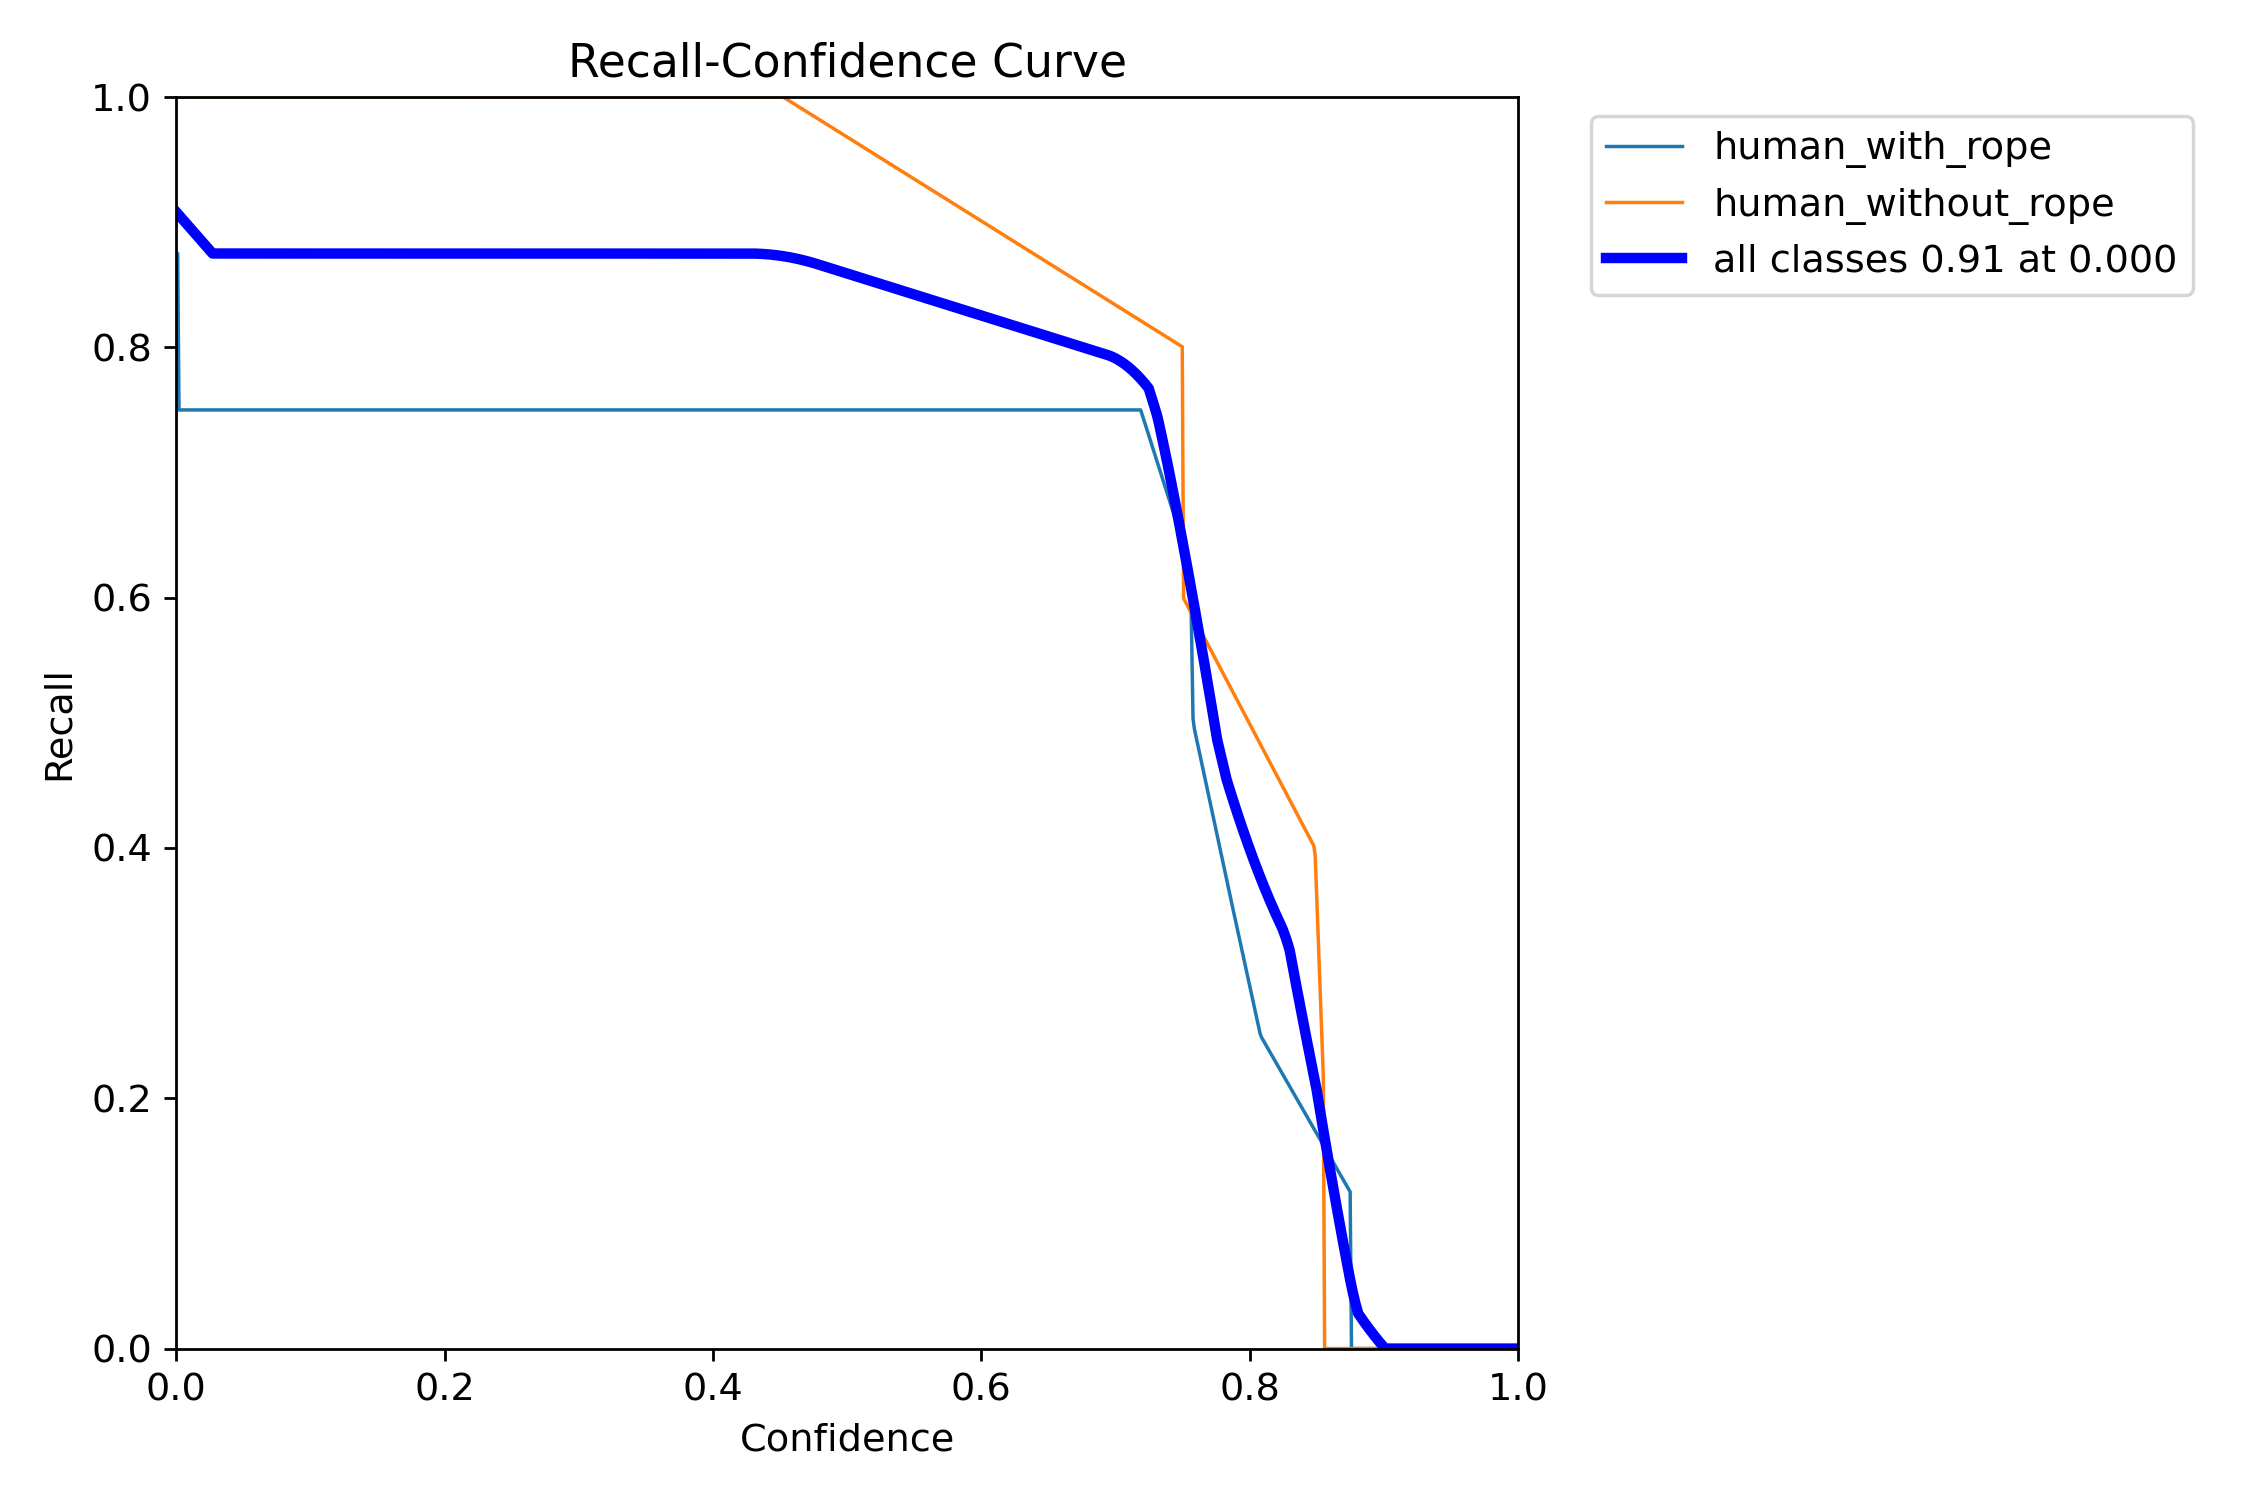 Recall-Confidence Curve
1.0
0.8
0.6
0.4
0.2
0.0
Recall
0.0 0.2 0.4 0.6 0.8 1.0
Confidence
human_with_rope
human_without_rope
all classes 0.91 at 0.000